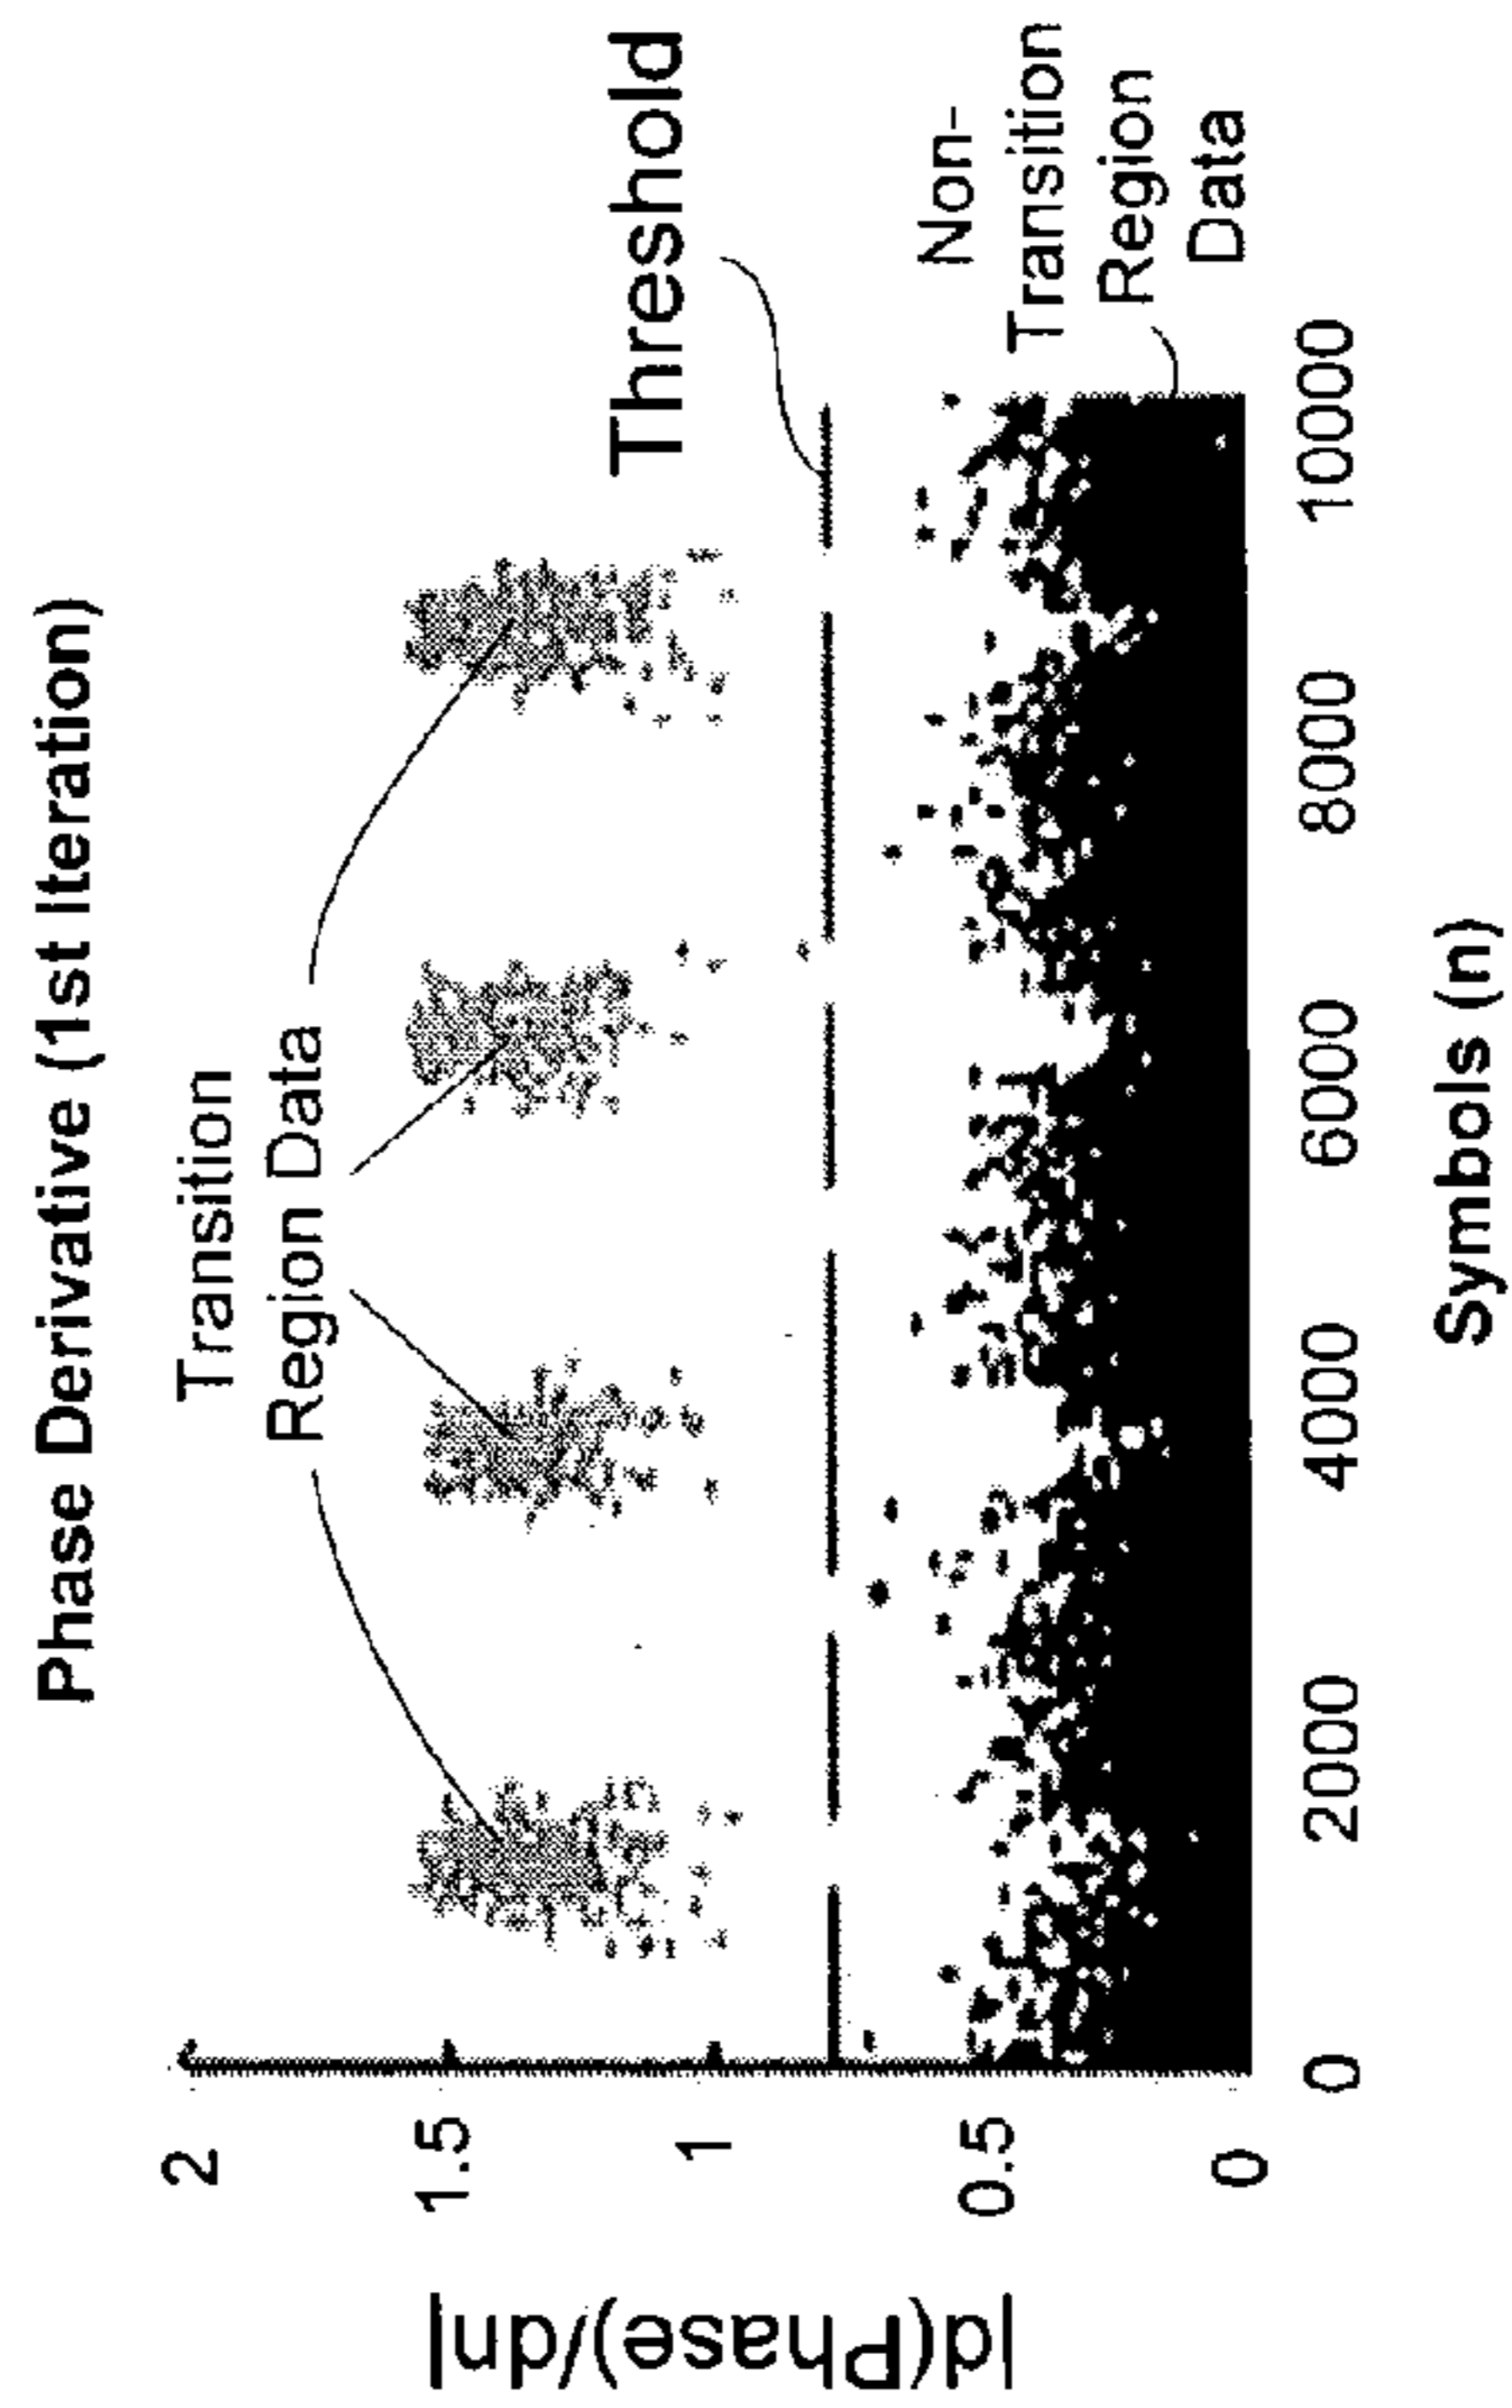 Phase Derivative (1st Iteration)
Transition
Region Data
Threshold
Non-
Transition
Region
Data
|d(Phase)/dn|
2
1.5
1
0.5
0
0 2000 4000 6000 8000 10000
Symbols (n)